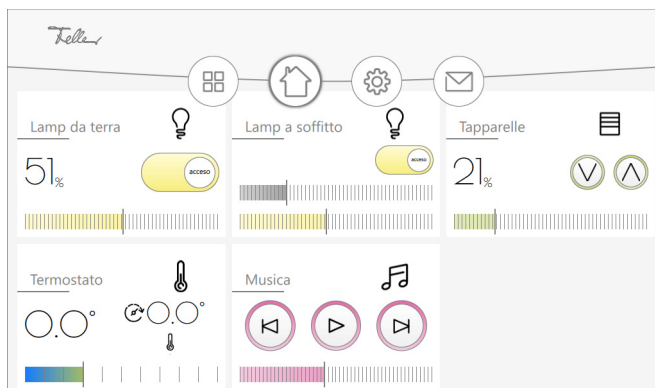 Feller
Lamp da terra
51%
acceso
Lamp a soffitto
acceso
Tapparelle
21%
Termostato
0.0°
0.0°
Musica